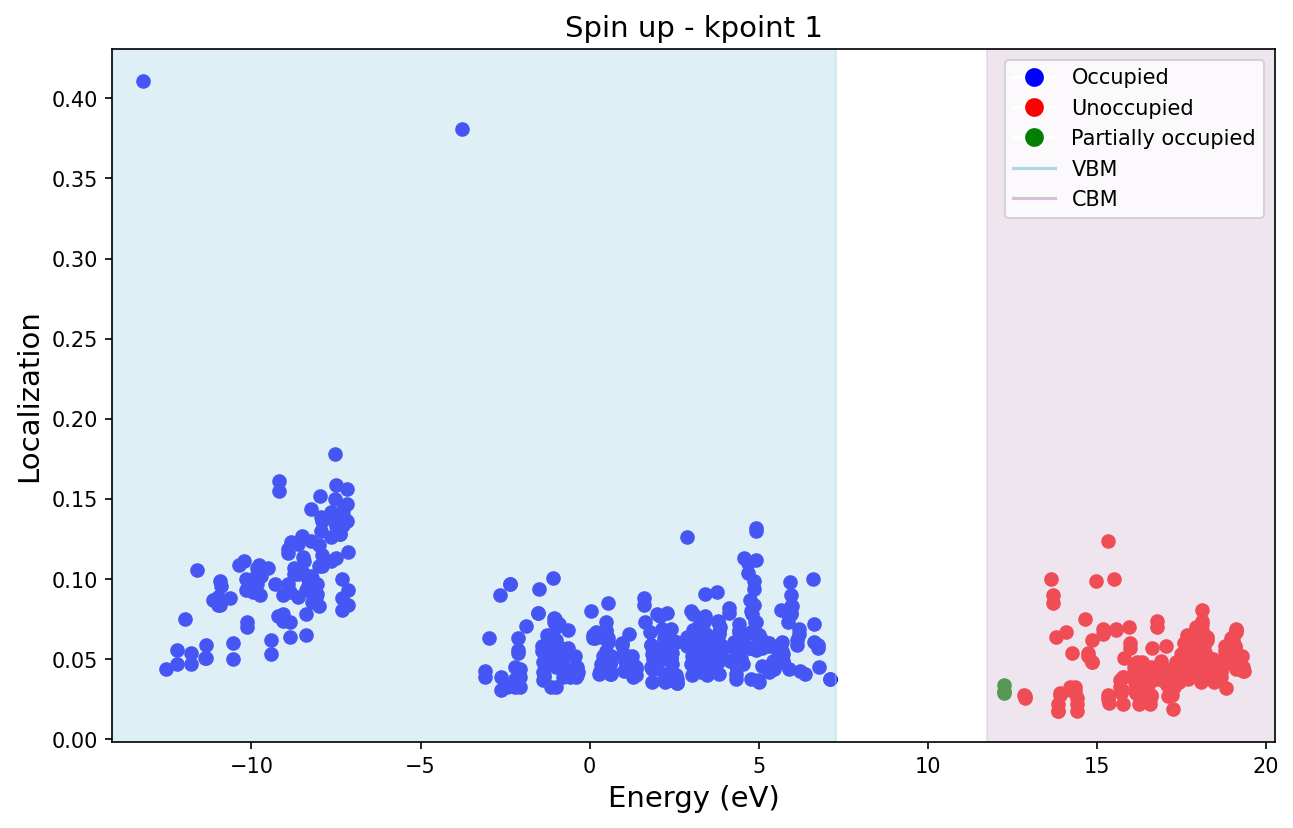 Spin up - kpoint 1
Localization
0.40
0.35
0.30
0.25
0.20
0.15
0.10
0.05
0.00
Occupied
Unoccupied
Partially occupied
VBM
CBM
−10
−5
0
5
10
15
20
Energy (eV)